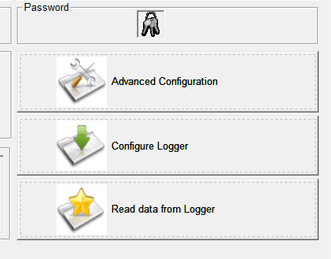 Password
Advanced Configuration
Configure Logger
Read data from Logger